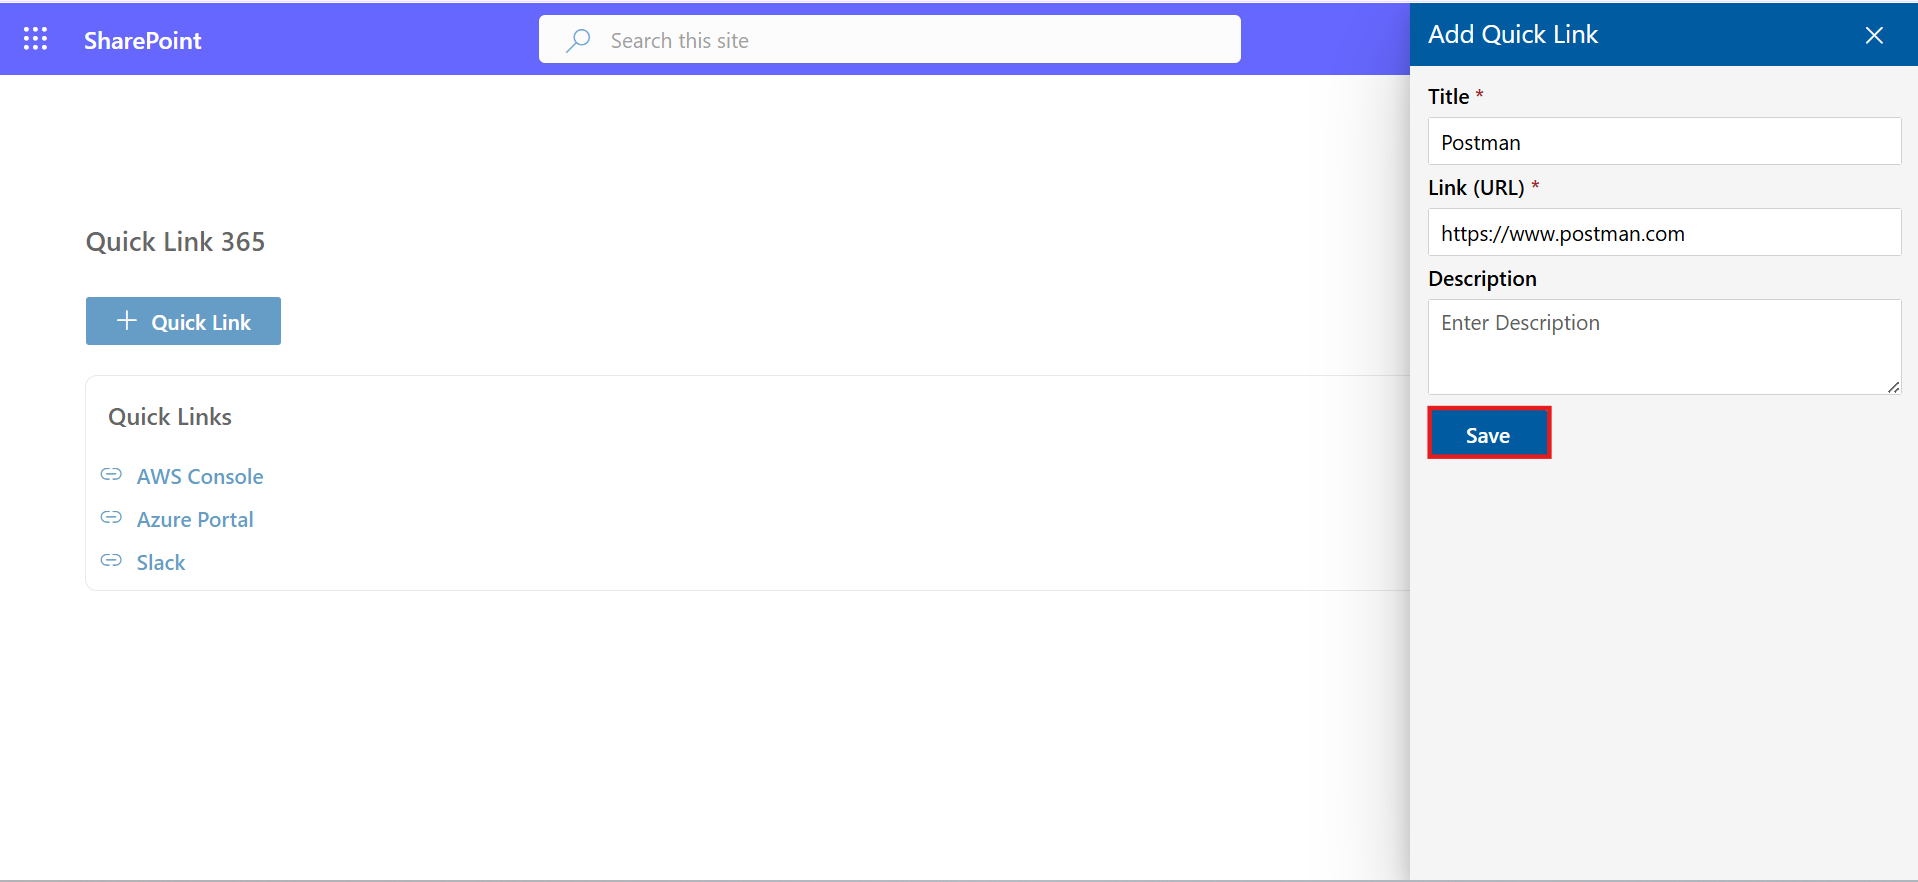 SharePoint
Search this site
Quick Link 365
Quick Link
Quick Links
AWS Console
Azure Portal
Slack
Add Quick Link
Title *
Postman
Link (URL) *
https://www.postman.com
Description
Enter Description
Save